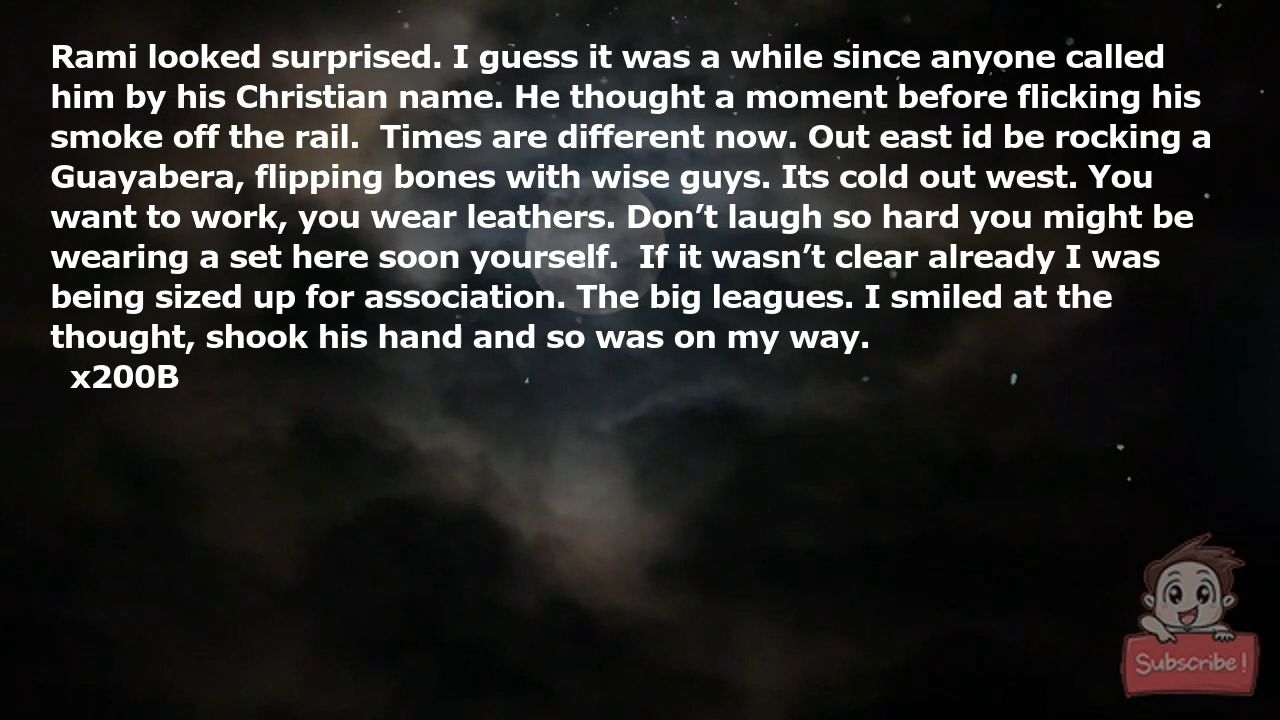 Rami looked surprised. I guess it was a while since anyone called
him by his Christian name. He thought a moment before flicking his
smoke off the rail.  Times are different now. Out east id be rocking a
Guayabera, flipping bones with wise guys. Its cold out west. You
want to work, you wear leathers. Don’t laugh so hard you might be
wearing a set here soon yourself.  If it wasn’t clear already I was
being sized up for association. The big leagues. I smiled at the
thought, shook his hand and so was on my way.
x200B
Subscribe!